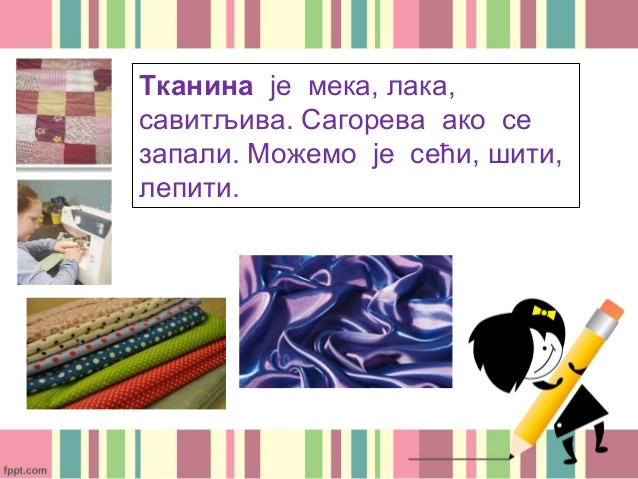 Тканина је мека, лака,
савитљива. Сагорева ако се
запали. Можемо је сећи, шити,
лепити.
fppt.com